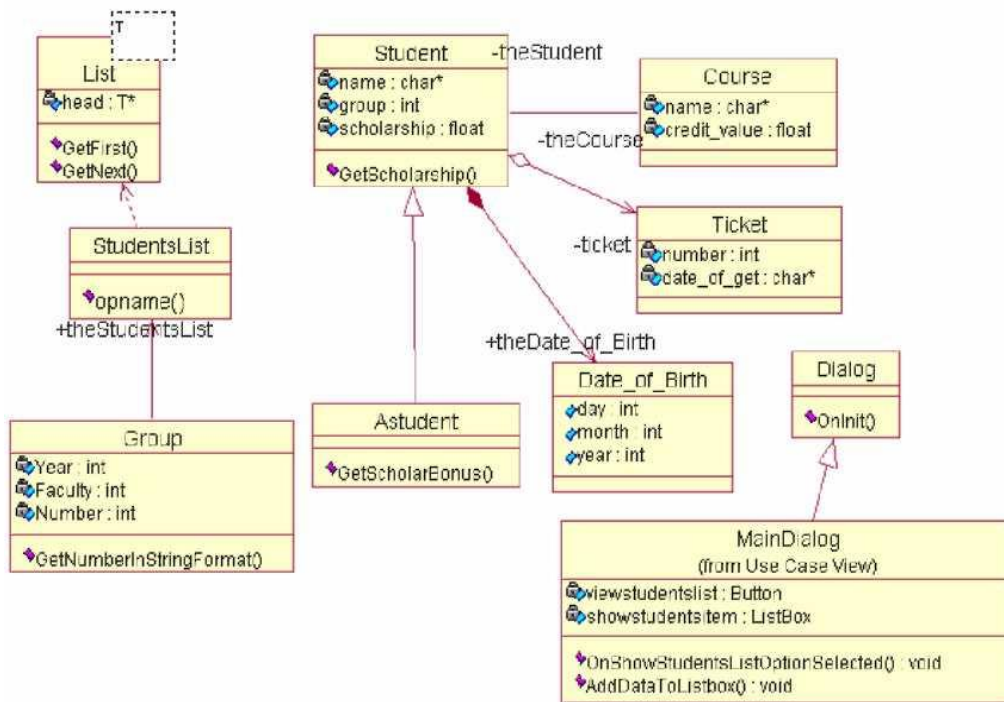 T
List
head : T*
GetFirst()
GetNext()
StudentsList
opname()
+theStudentsList
Group
Year : int
Faculty : int
Number : int
GetNumberInStringFormat()
Student
name : char*
group : int
scholarship : float
GetScholarship()
-theStudent
-theCourse
Course
name : char*
credit_value : float
-ticket
Ticket
number : int
date_of_get : char*
+theDate_of_Birth
Date_of_Birth
day : int
month : int
year : int
Astudent
GetScholarBonus()
Dialog
OnInit()
MainDialog
(from Use Case View)
viewstudentslist : Button
showstudentsitem : ListBox
OnShowStudentsListOptionSelected() : void
AddDataToListbox() : void